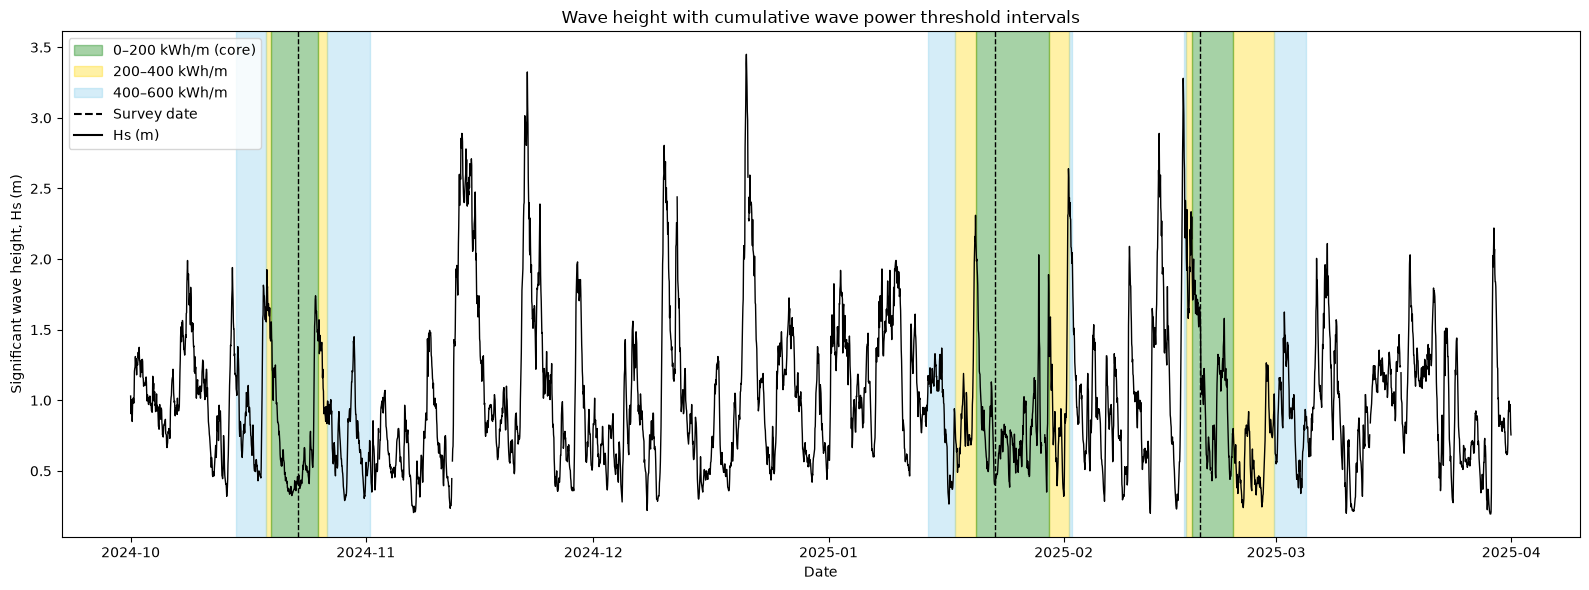 Wave height with cumulative wave power threshold intervals
0–200 kWh/m (core)
200–400 kWh/m
400–600 kWh/m
Survey date
Hs (m)
Significant wave height, Hs (m)
3.5
3.0
2.5
2.0
1.5
1.0
0.5
2024-10
2024-11
2024-12
2025-01
2025-02
2025-03
2025-04
Date